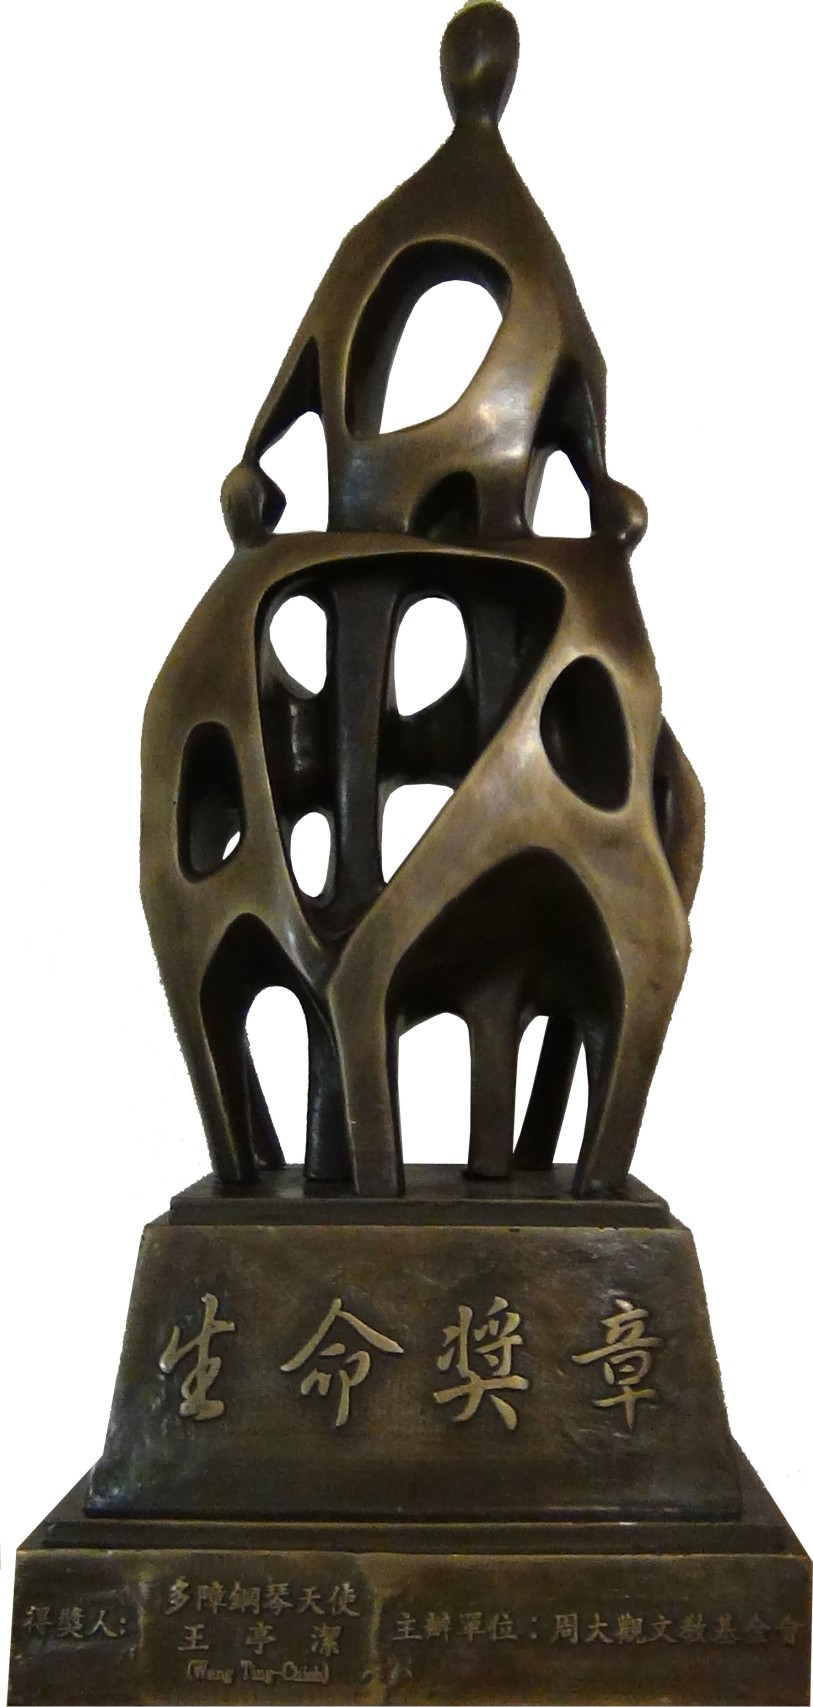 生命奬章
得獎人:
多障鋼琴天使
王亭潔
(Wang Ting-Chieh)
主辦單位：周大觀文教基金會